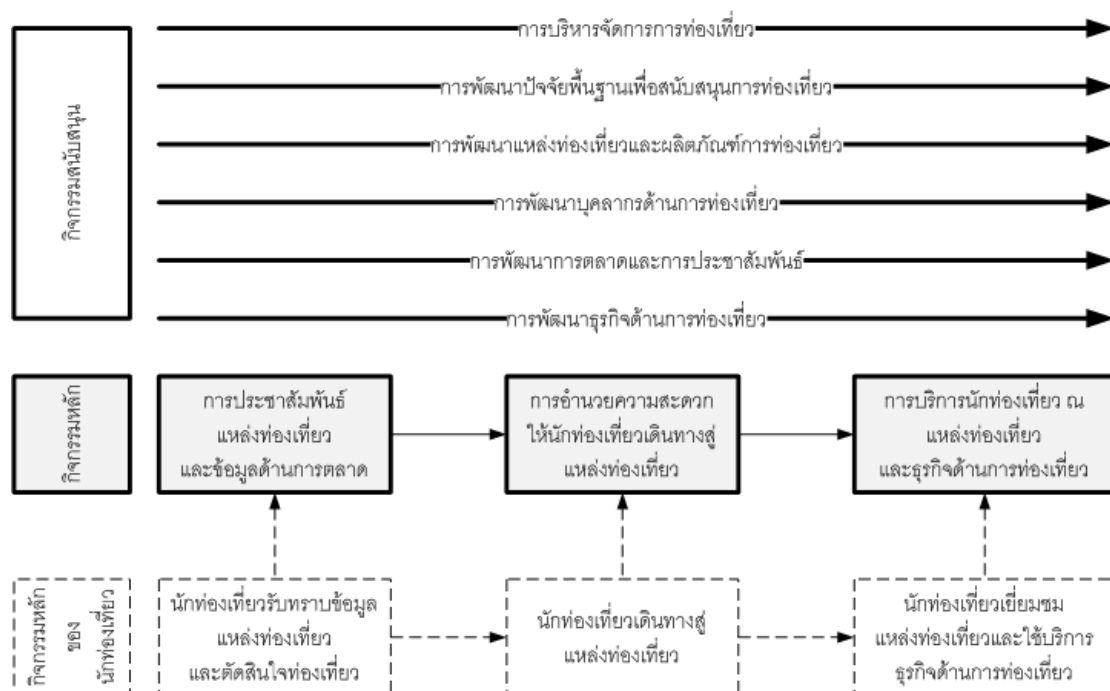 กิจกรรมสนับสนุน
การบริหารจัดการการท่องเที่ยว
การพัฒนาปัจจัยพื้นฐานเพื่อสนับสนุนการท่องเที่ยว
การพัฒนาแหล่งท่องเที่ยวและผลิตภัณฑ์การท่องเที่ยว
การพัฒนาบุคลากรด้านการท่องเที่ยว
การพัฒนาการตลาดและการประชาสัมพันธ์
การพัฒนาธุรกิจด้านการท่องเที่ยว
กิจกรรมหลัก
การประชาสัมพันธ์
แหล่งท่องเที่ยว
และข้อมูลด้านการตลาด
การอำนวยความสะดวก
ให้นักท่องเที่ยวเดินทางสู่
แหล่งท่องเที่ยว
การบริการนักท่องเที่ยว ณ
แหล่งท่องเที่ยว
และธุรกิจด้านการท่องเที่ยว
กิจกรรมหลัก
ของ
นักท่องเที่ยว
นักท่องเที่ยวรับทราบข้อมูล
แหล่งท่องเที่ยว
และตัดสินใจท่องเที่ยว
นักท่องเที่ยวเดินทางสู่
แหล่งท่องเที่ยว
นักท่องเที่ยวเยี่ยมชม
แหล่งท่องเที่ยวและใช้บริการ
ธุรกิจด้านการท่องเที่ยว